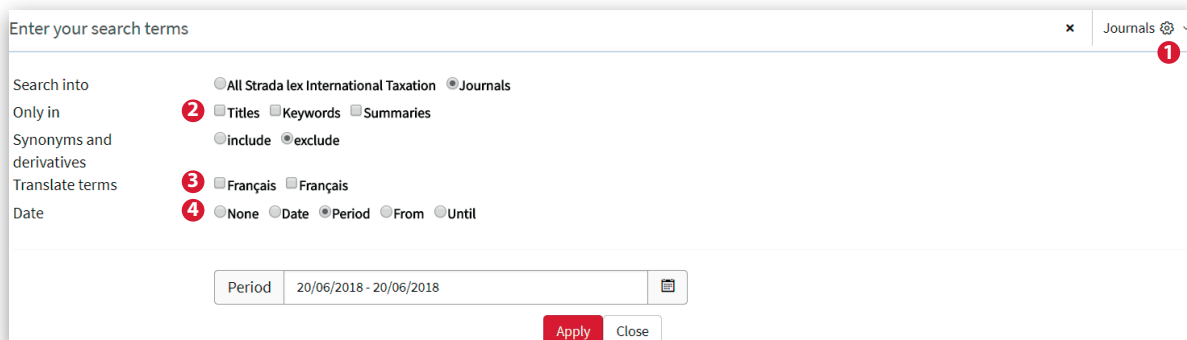 Enter your search terms × Journals
1
Search into All Strada lex International Taxation Journals
Only in 2 Titles Keywords Summaries
Synonyms and derivatives include exclude
Translate terms 3 Français Français
Date 4 None Date Period From Until
Period 20/06/2018 - 20/06/2018
Apply Close